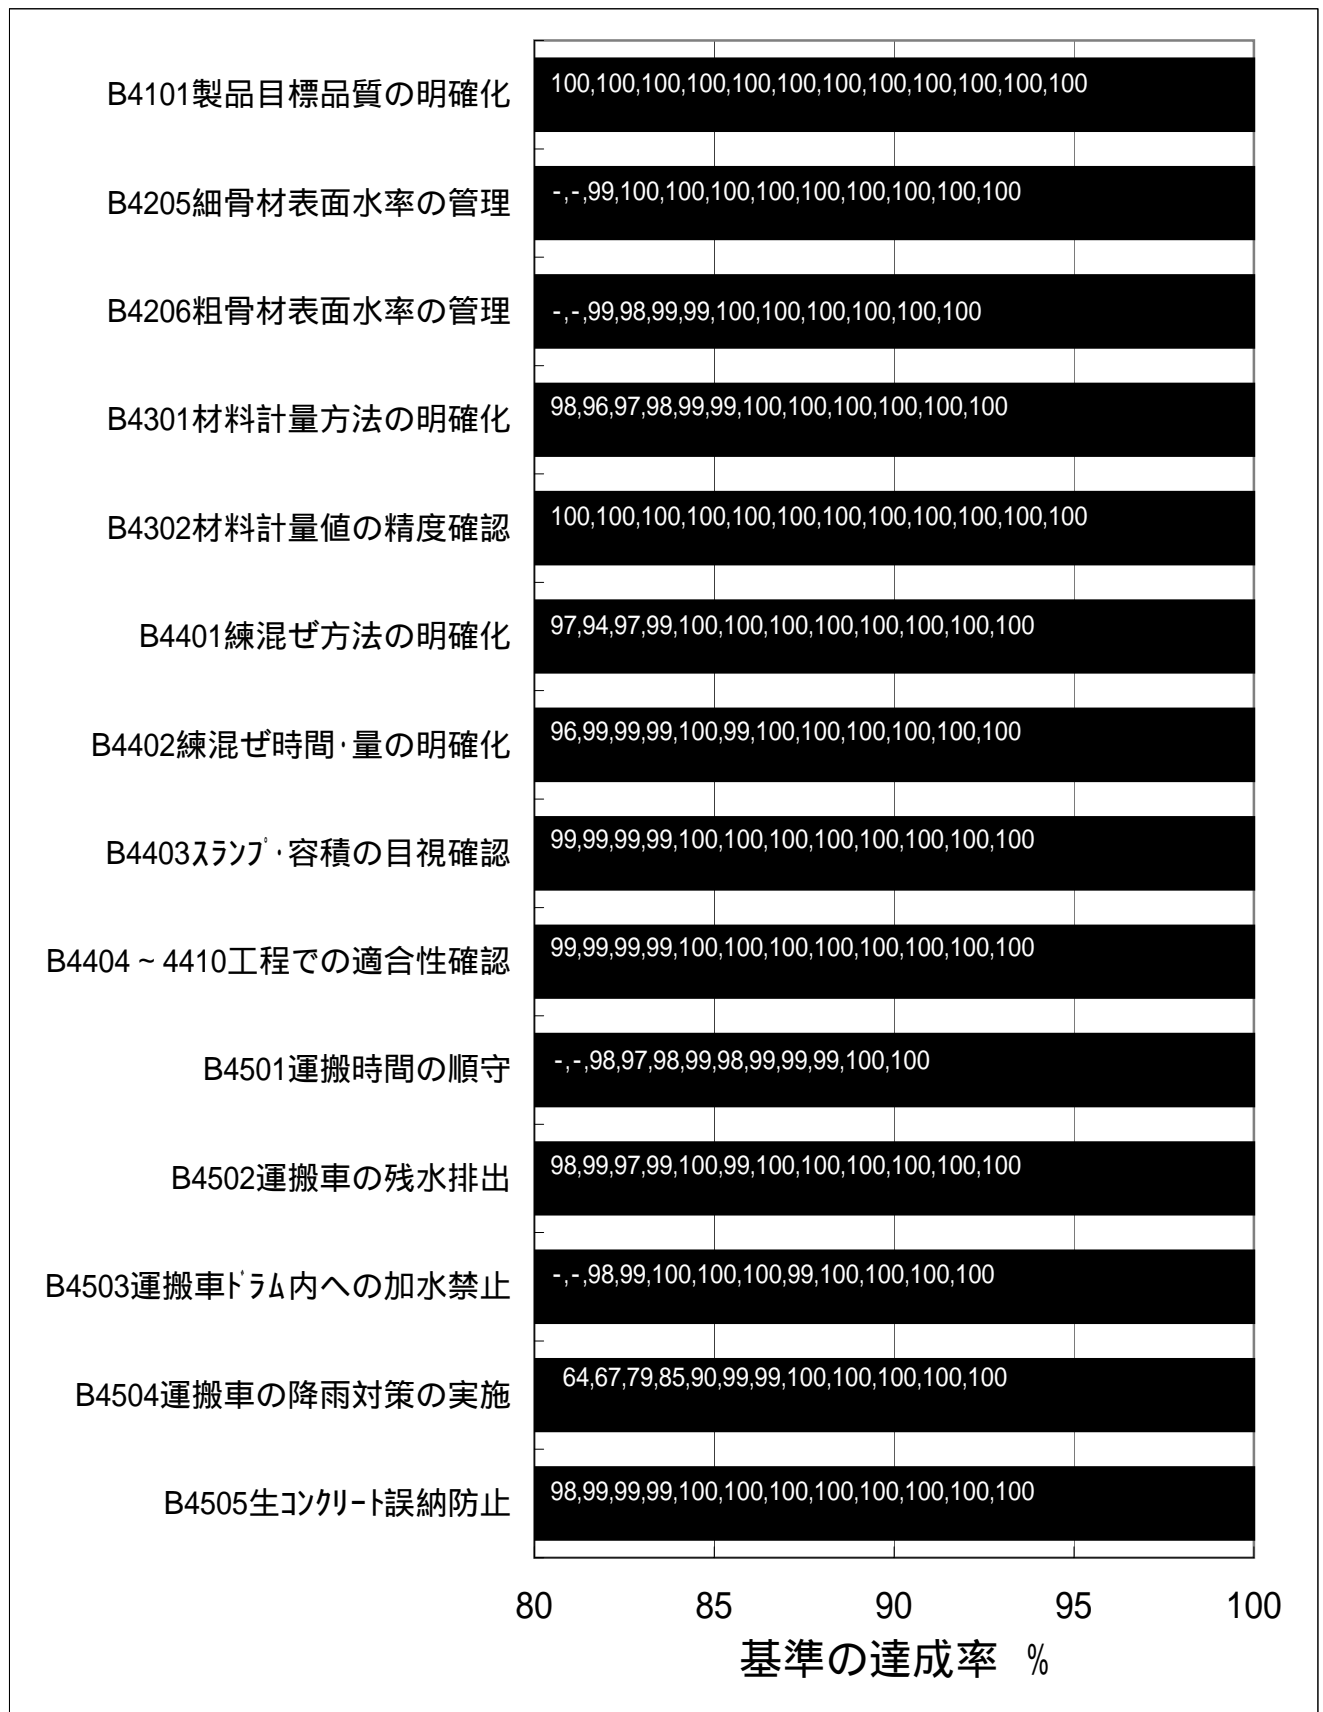 B4101製品目標品質の明確化 100,100,100,100,100,100,100,100,100,100,100,100
B4205細骨材表面水率の管理 -,-,99,100,100,100,100,100,100,100,100,100
B4206粗骨材表面水率の管理 -,-,99,98,99,99,100,100,100,100,100,100
B4301材料計量方法の明確化 98,96,97,98,99,99,100,100,100,100,100,100
B4302材料計量値の精度確認 100,100,100,100,100,100,100,100,100,100,100,100
B4401練混ぜ方法の明確化 97,94,97,99,100,100,100,100,100,100,100,100
B4402練混ぜ時間・量の明確化 96,99,99,99,100,99,100,100,100,100,100,100
B4403ｽﾗﾝﾌﾟ・容積の目視確認 99,99,99,99,100,100,100,100,100,100,100,100
B4404～4410工程での適合性確認 99,99,99,99,100,100,100,100,100,100,100,100
B4501運搬時間の順守 -,-,98,97,98,99,98,99,99,99,100,100
B4502運搬車の残水排出 98,99,97,99,100,99,100,100,100,100,100,100
B4503運搬車ﾄﾞﾗﾑ内への加水禁止 -,-,98,99,100,100,100,99,100,100,100,100
B4504運搬車の降雨対策の実施 64,67,79,85,90,99,99,100,100,100,100,100
B4505生ｺﾝｸﾘｰﾄ誤納防止 98,99,99,99,100,100,100,100,100,100,100,100
80 85 90 95 100
基準の達成率 %